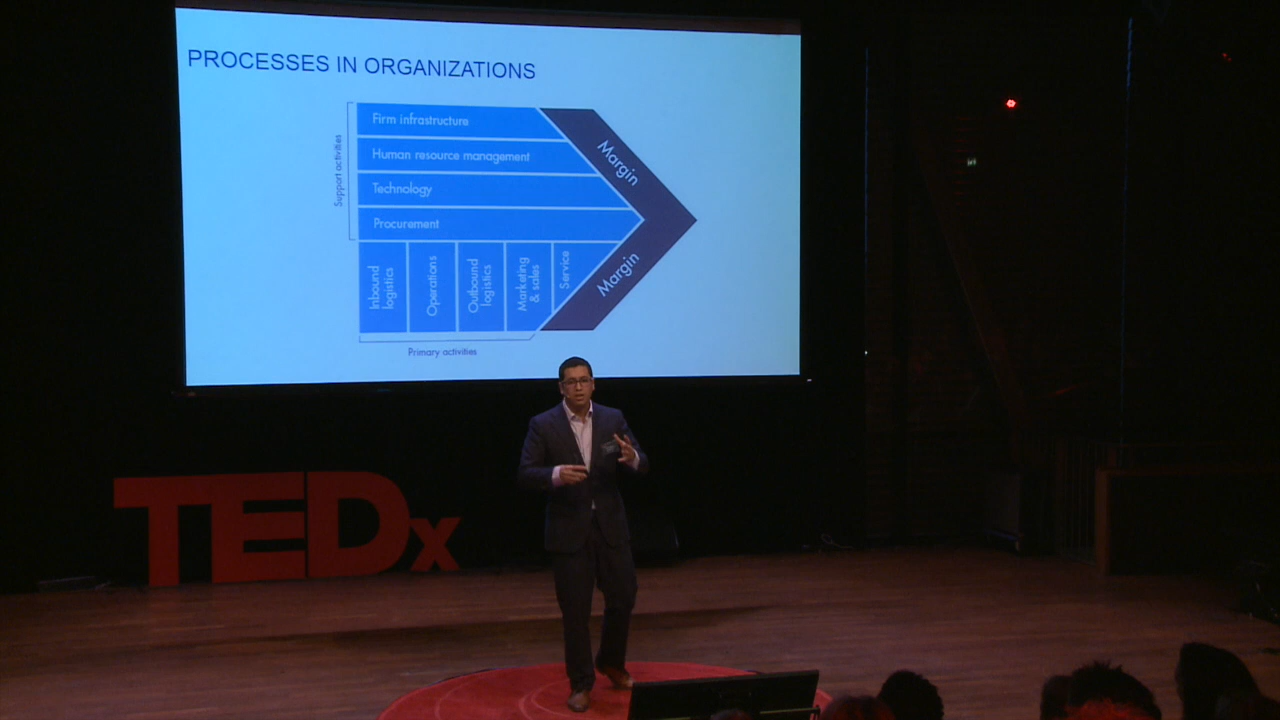 PROCESSES IN ORGANIZATIONS
Support activities
Firm infrastructure
Human resource management
Technology
Procurement
Margin
Margin
Inbound
logistics
Operations
Outbound
logistics
Marketing
& sales
Service
Primary activities
TEDx